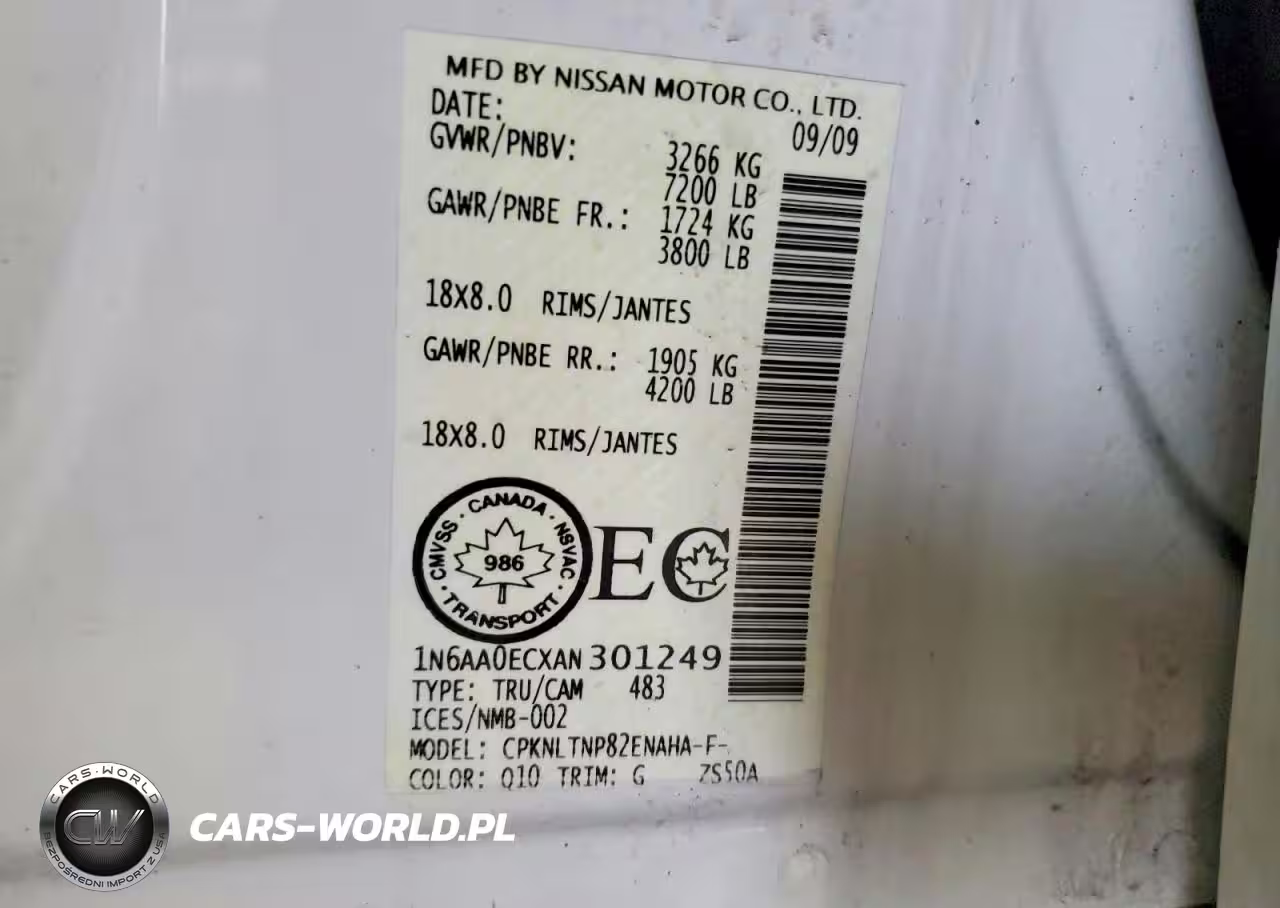 MFD BY NISSAN MOTOR CO., LTD.
DATE: 09/09
GVWR/PNBV: 3266 KG
7200 LB
GAWR/PNBE FR.: 1724 KG
3800 LB
18X8.0 RIMS/JANTES
GAWR/PNBE RR.: 1905 KG
4200 LB
18X8.0 RIMS/JANTES
· CANADA · NSVAC · TRANSPORT · CMVSS
986
EC
1N6AA0ECXAN301249
TYPE: TRU/CAM 483
ICES/NMB-002
MODEL: CPKNLTNP82ENAHA-F-
COLOR: Q10 TRIM: G ZS50A
CARS-WORLD
CW
BEZPOŚREDNI IMPORT Z USA
CARS-WORLD.PL